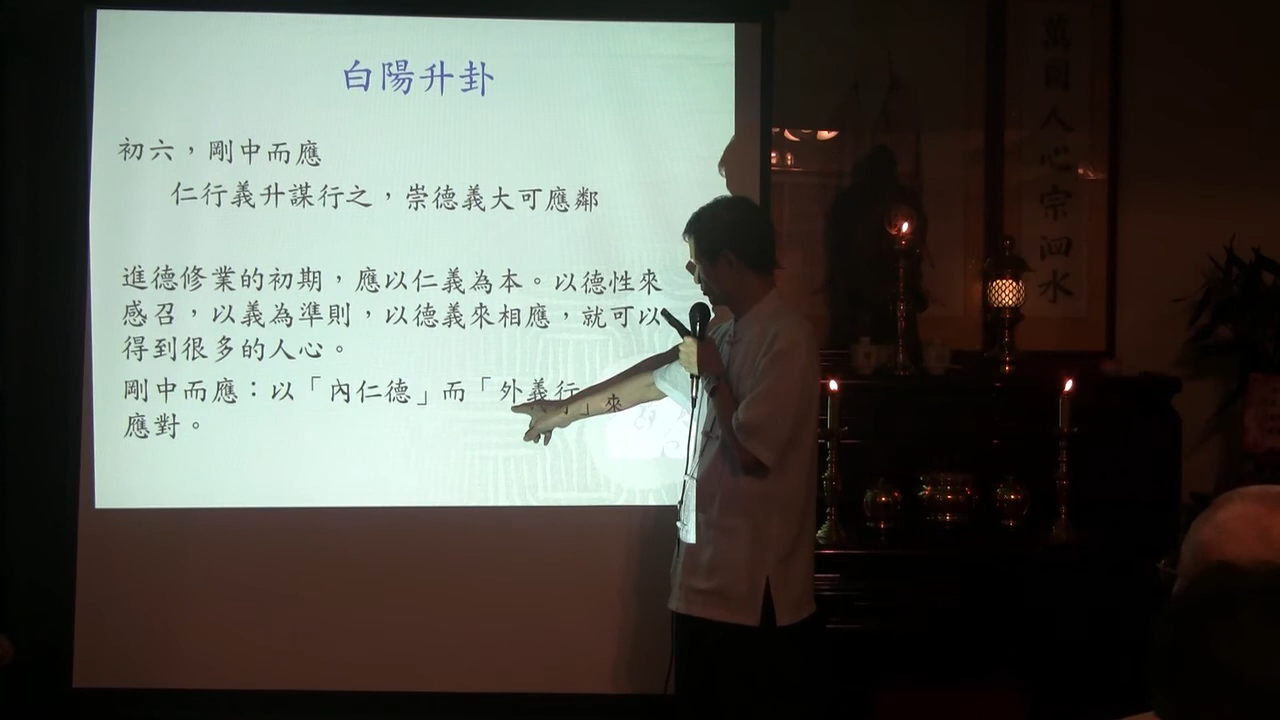 白陽升卦
初六，剛中而應
仁行義升謀行之，崇德義大可應鄰
進德修業的初期，應以仁義為本。以德性來
感召，以義為準則，以德義來相應，就可以
得到很多的人心。
剛中而應：以「內仁德」而「外義行」來
應對。
萬國人心宗泗水